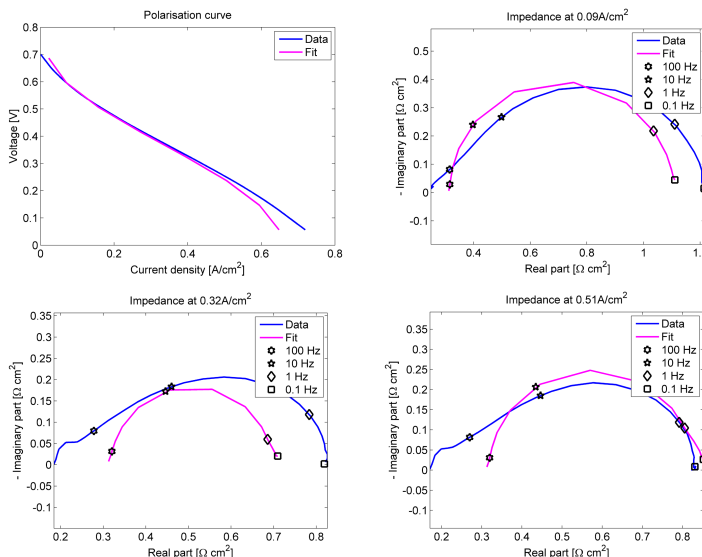 Polarisation curve
Data
Fit
Voltage [V]
0.8
0.7
0.6
0.5
0.4
0.3
0.2
0.1
0
0 0.2 0.4 0.6 0.8
Current density [A/cm2]
Impedance at 0.09A/cm2
Data
Fit
100 Hz
10 Hz
1 Hz
0.1 Hz
- Imaginary part [Ω cm2]
0.5
0.4
0.3
0.2
0.1
0
-0.1
0.4 0.6 0.8 1 1.
Real part [Ω cm2]
Impedance at 0.32A/cm2
Data
Fit
100 Hz
10 Hz
1 Hz
0.1 Hz
- Imaginary part [Ω cm2]
0.35
0.3
0.25
0.2
0.15
0.1
0.05
0
-0.05
-0.1
0.2 0.3 0.4 0.5 0.6 0.7 0.8
Real part [Ω cm2]
Impedance at 0.51A/cm2
Data
Fit
100 Hz
10 Hz
1 Hz
0.1 Hz
- Imaginary part [Ω cm2]
0.35
0.3
0.25
0.2
0.15
0.1
0.05
0
-0.05
-0.1
0.2 0.3 0.4 0.5 0.6 0.7 0.8
Real part [Ω cm2]